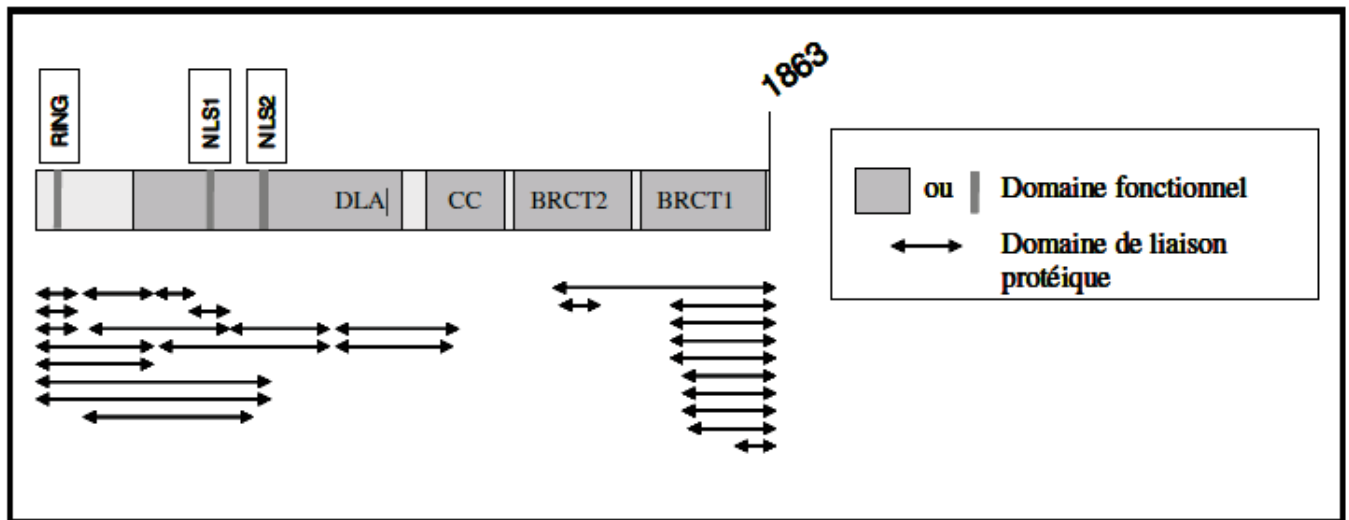 1863
RING
NLS1
NLS2
DLA
CC
BRCT2
BRCT1
ou
Domaine fonctionnel
Domaine de liaison
protéique